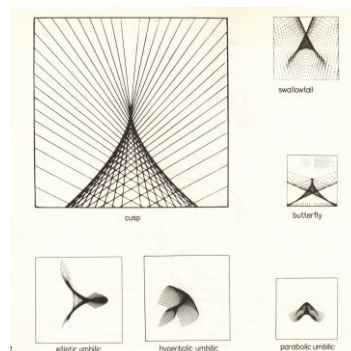 swallowtail
cusp
butterfly
elliptic umbilic
hyperbolic umbilic
parabolic umbilic